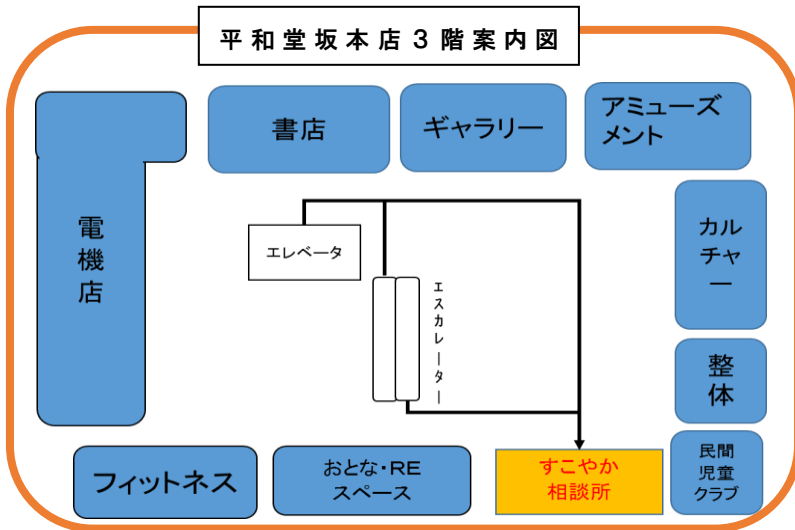 平和堂坂本店３階案内図
書店
ギャラリー
アミューズ
メント
電機店
エレベータ
エスカレーター
カル
チャ
ー
整
体
フィットネス
おとな・RE
スペース
すこやか
相談所
民間
児童
クラブ